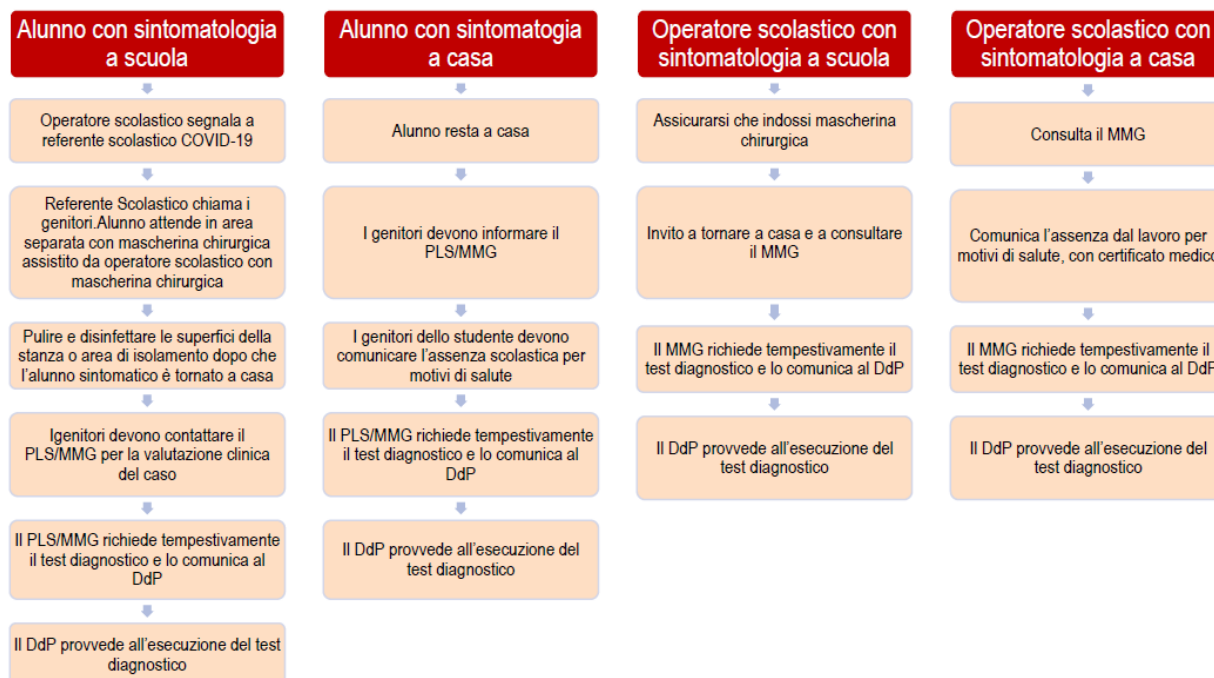 Alunno con sintomatologia
a scuola
Operatore scolastico segnala a
referente scolastico COVID-19
Referente Scolastico chiama i
genitori.Alunno attende in area
separata con mascherina chirurgica
assistito da operatore scolastico con
mascherina chirurgica
Pulire e disinfettare le superfici della
stanza o area di isolamento dopo che
l'alunno sintomatico è tornato a casa
Igenitori devono contattare il
PLS/MMG per la valutazione clinica
del caso
Il PLS/MMG richiede tempestivamente
il test diagnostico e lo comunica al
DdP
Il DdP provvede all'esecuzione del test
diagnostico
Alunno con sintomatogia
a casa
Alunno resta a casa
I genitori devono informare il
PLS/MMG
I genitori dello studente devono
comunicare l'assenza scolastica per
motivi di salute
Il PLS/MMG richiede tempestivamente
il test diagnostico e lo comunica al
DdP
Il DdP provvede all'esecuzione del
test diagnostico
Operatore scolastico con
sintomatologia a scuola
Assicurarsi che indossi mascherina
chirurgica
Invito a tornare a casa e a consultare
il MMG
Il MMG richiede tempestivamente il
test diagnostico e lo comunica al DdP
Il DdP provvede all'esecuzione del
test diagnostico
Operatore scolastico con
sintomatologia a casa
Consulta il MMG
Comunica l'assenza dal lavoro per
motivi di salute, con certificato medico
Il MMG richiede tempestivamente il
test diagnostico e lo comunica al DdP
Il DdP provvede all'esecuzione del
test diagnostico